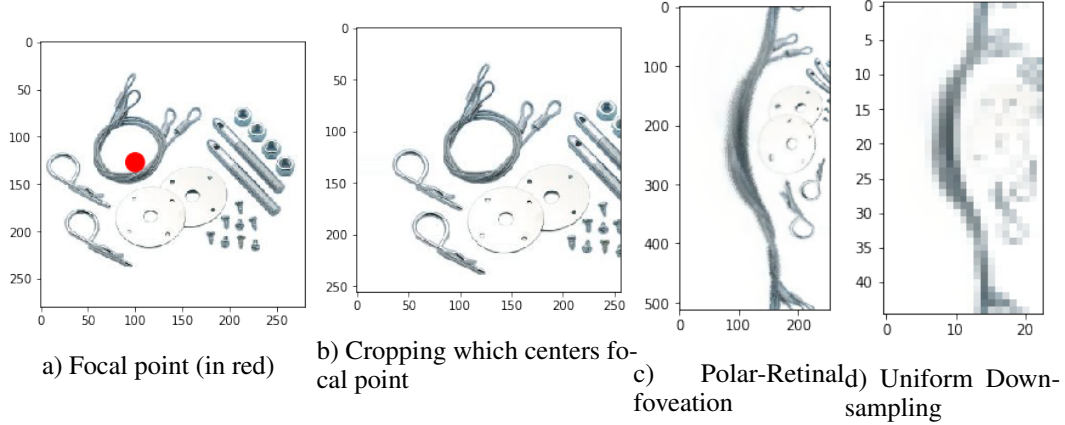 0
50
100
150
200
250
0 50 100 150 200 250
a) Focal point (in red)
0
50
100
150
200
250
0 50 100 150 200 250
b) Cropping which centers fo-
cal point
0
100
200
300
400
500
0 100 200
c) Polar-Retinal
foveation
0
5
10
15
20
25
30
35
40
0 10 20
d) Uniform Down-
sampling